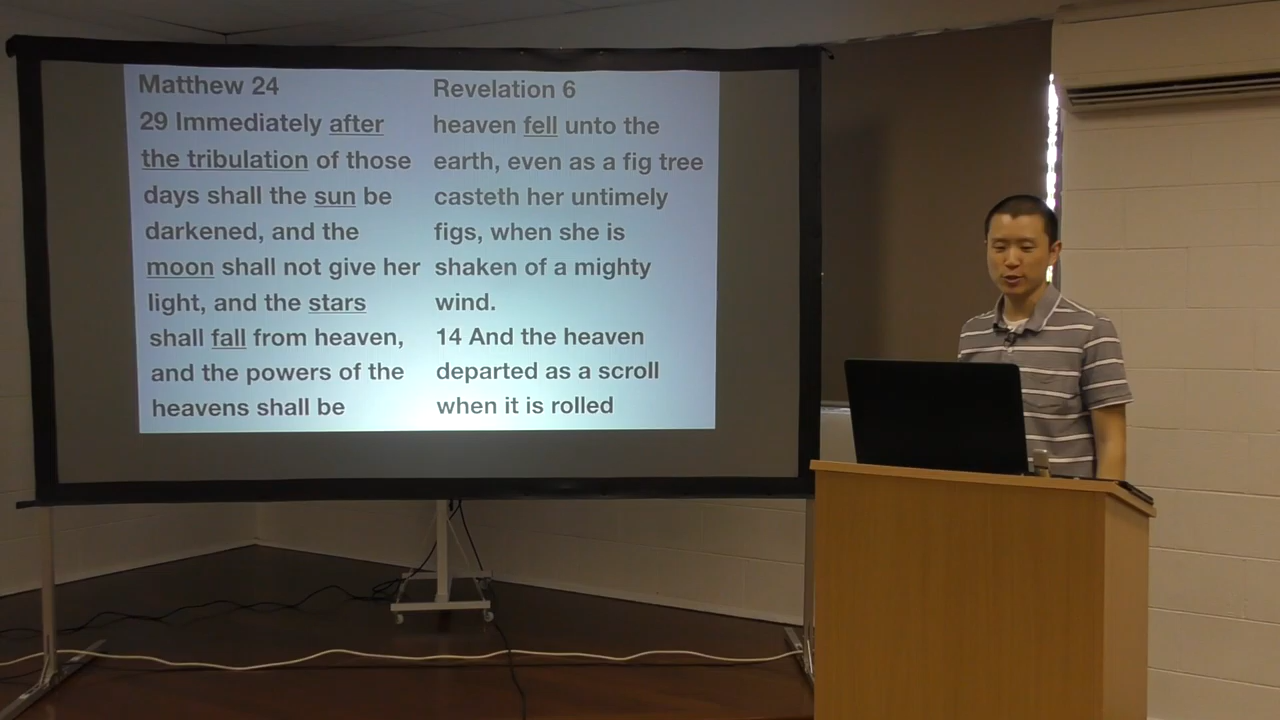 Matthew 24
29 Immediately after
the tribulation of those
days shall the sun be
darkened, and the
moon shall not give her
light, and the stars
shall fall from heaven,
and the powers of the
heavens shall be
Revelation 6
heaven fell unto the
earth, even as a fig tree
casteth her untimely
figs, when she is
shaken of a mighty
wind.
14 And the heaven
departed as a scroll
when it is rolled